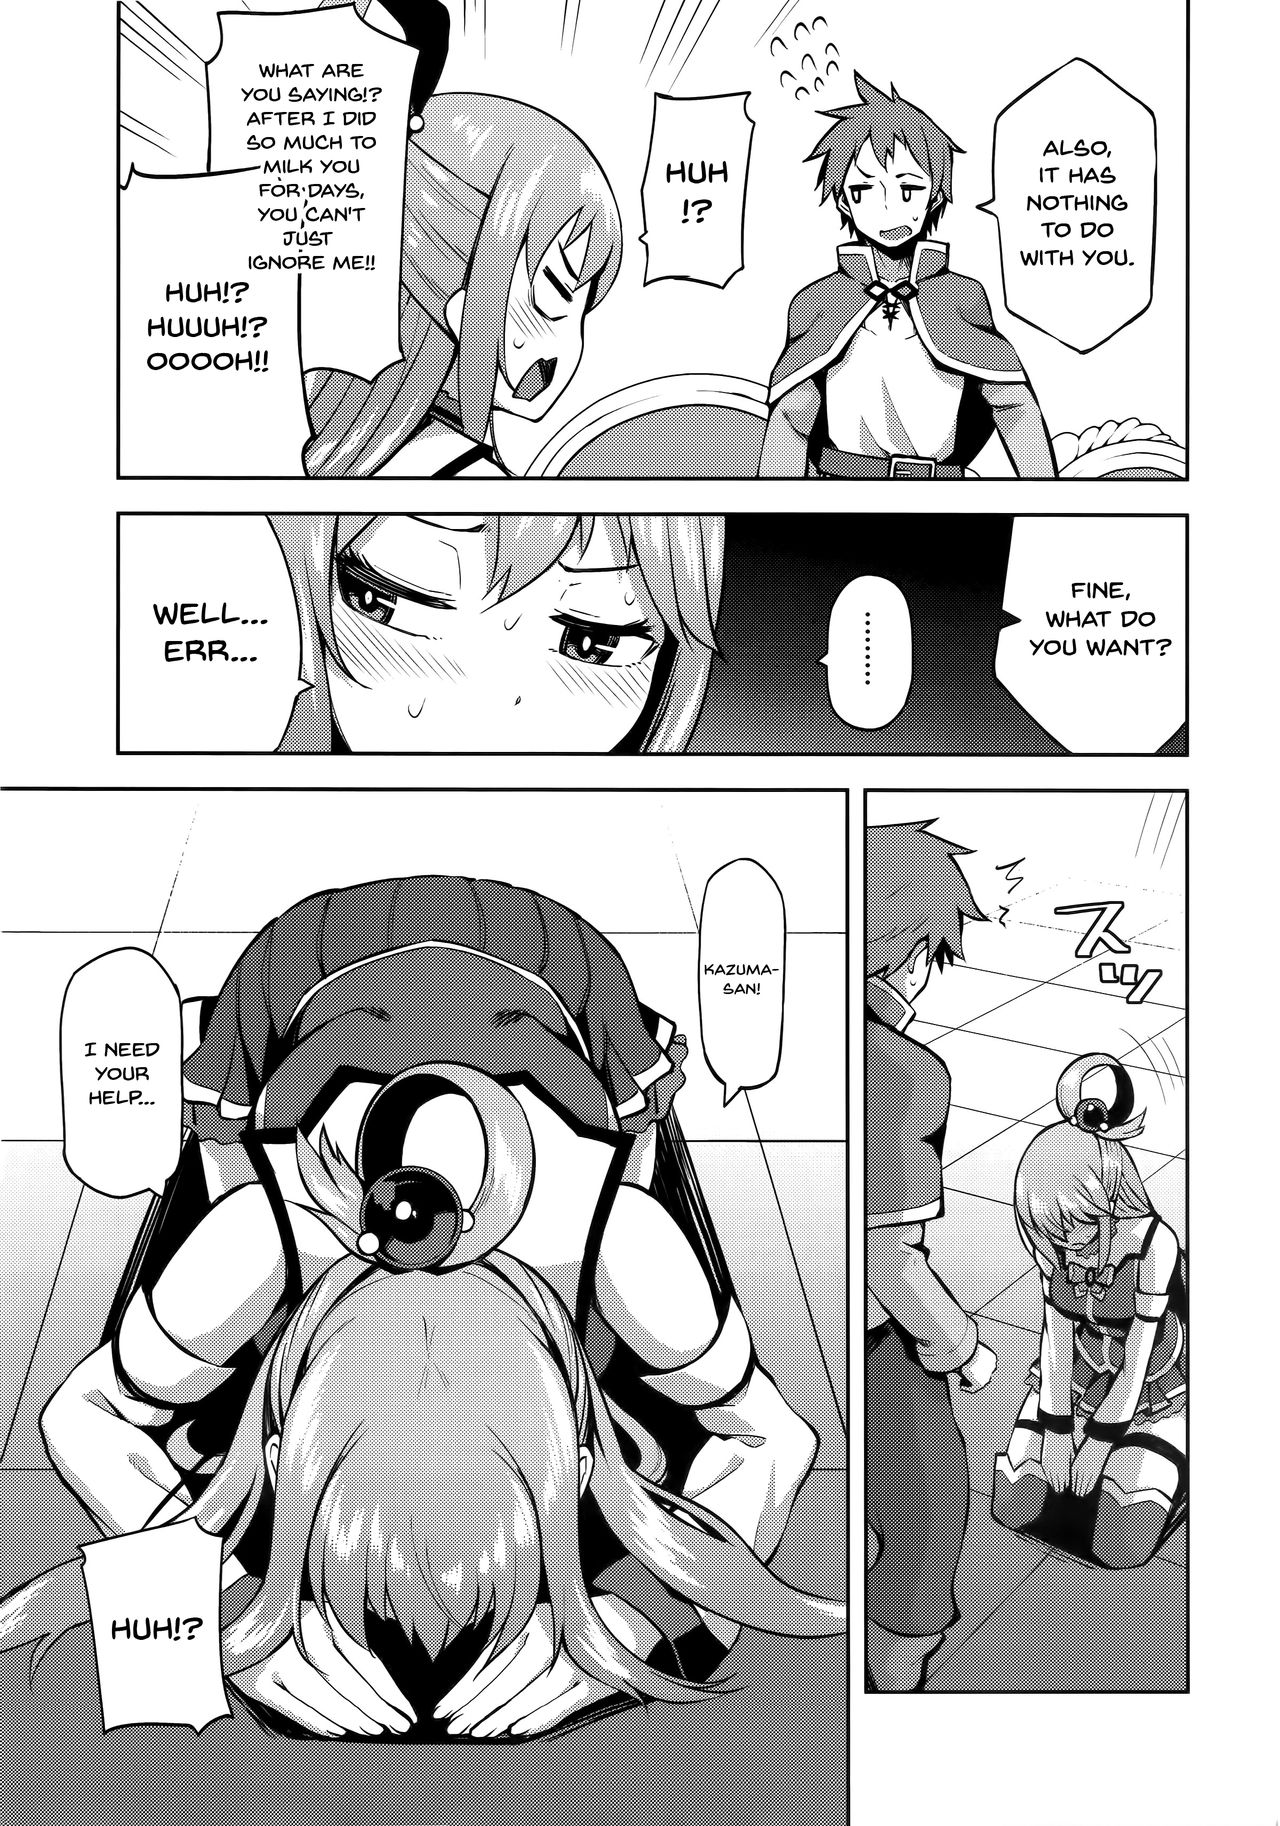 ALSO,
IT HAS
NOTHING
TO DO
WITH YOU.
HUH
!?
WHAT ARE
YOU SAYING!?
AFTER I DID
SO MUCH TO
MILK YOU
FOR DAYS,
YOU CAN'T
JUST
IGNORE ME!!
HUH!?
HUUUH!?
OOOOH!!
FINE,
WHAT DO
YOU WANT?
.........
WELL...
ERR...
スッ
KAZUMA-
SAN!
I NEED
YOUR
HELP...
HUH!?